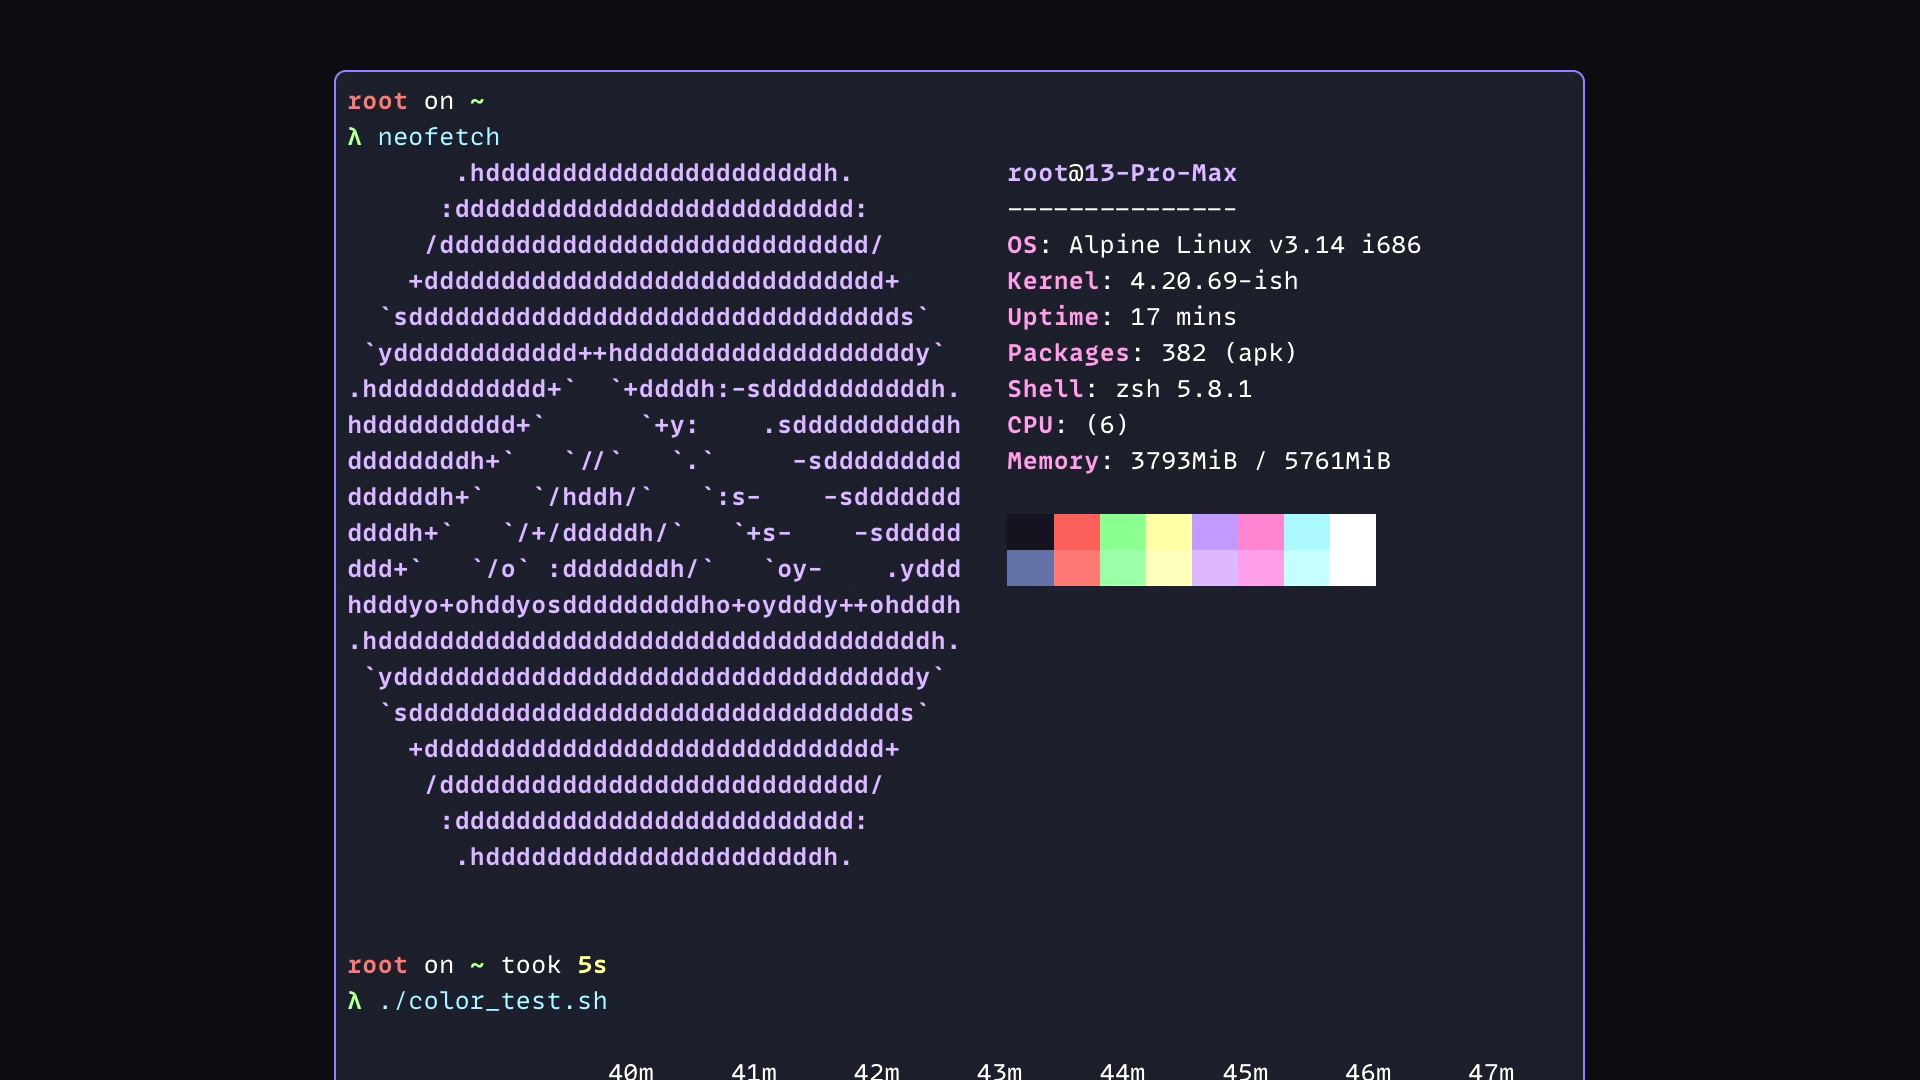 root on ~
λ neofetch
.hddddddddddddddddddddddh.
:dddddddddddddddddddddddddd:
/dddddddddddddddddddddddddddd/
+dddddddddddddddddddddddddddddd+
`sdddddddddddddddddddddddddddddddds`
`ydddddddddddd++hdddddddddddddddddddy`
.hddddddddddd+`  `+ddddh:-sdddddddddddh.
hdddddddddd+`      `+y:    .sddddddddddh
ddddddddh+`   `//`   `.`     -sddddddddd
ddddddh+`   `/hddh/`   `:s-    -sddddddd
ddddh+`   `/+/dddddh/`   `+s-    -sddddd
ddd+`   `/o` :dddddddh/`   `oy-    .yddd
hdddyo+ohddyosdddddddddho+oydddy++ohdddh
.hddddddddddddddddddddddddddddddddddddh.
`yddddddddddddddddddddddddddddddddddy`
`sdddddddddddddddddddddddddddddddds`
+dddddddddddddddddddddddddddddd+
/dddddddddddddddddddddddddddd/
:dddddddddddddddddddddddddd:
.hddddddddddddddddddddddh.
root@13-Pro-Max
---------------
OS: Alpine Linux v3.14 i686
Kernel: 4.20.69-ish
Uptime: 17 mins
Packages: 382 (apk)
Shell: zsh 5.8.1
CPU: (6)
Memory: 3793MiB / 5761MiB
root on ~ took 5s
λ ./color_test.sh
40m 41m 42m 43m 44m 45m 46m 47m